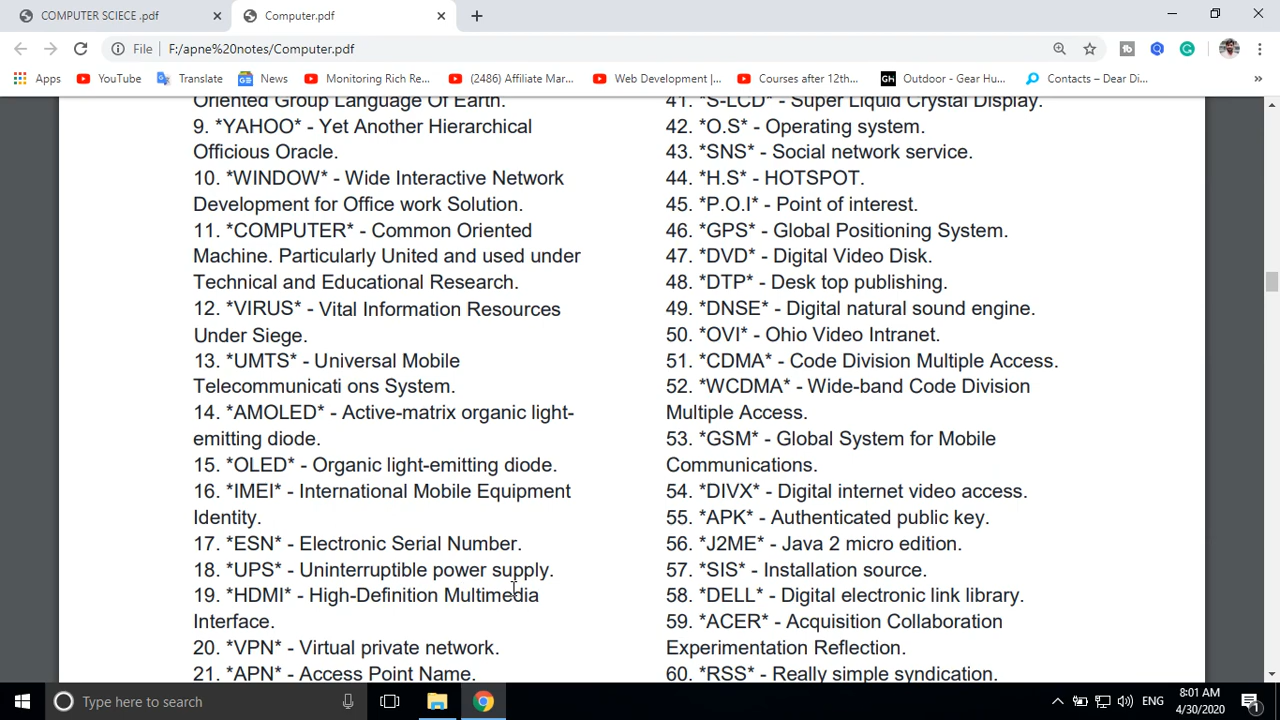 COMPUTER SCIECE .pdf
Computer.pdf
File F:/apne%20notes/Computer.pdf
Apps YouTube Translate News Monitoring Rich Re... (2486) Affiliate Mar... Web Development |... Courses after 12th... Outdoor - Gear Hu... Contacts – Dear Di... »
Oriented Group Language Of Earth.
9. *YAHOO* - Yet Another Hierarchical
Officious Oracle.
10. *WINDOW* - Wide Interactive Network
Development for Office work Solution.
11. *COMPUTER* - Common Oriented
Machine. Particularly United and used under
Technical and Educational Research.
12. *VIRUS* - Vital Information Resources
Under Siege.
13. *UMTS* - Universal Mobile
Telecommunicati ons System.
14. *AMOLED* - Active-matrix organic light-
emitting diode.
15. *OLED* - Organic light-emitting diode.
16. *IMEI* - International Mobile Equipment
Identity.
17. *ESN* - Electronic Serial Number.
18. *UPS* - Uninterruptible power supply.
19. *HDMI* - High-Definition Multimedia
Interface.
20. *VPN* - Virtual private network.
21. *APN* - Access Point Name.
41. *S-LCD* - Super Liquid Crystal Display.
42. *O.S* - Operating system.
43. *SNS* - Social network service.
44. *H.S* - HOTSPOT.
45. *P.O.I* - Point of interest.
46. *GPS* - Global Positioning System.
47. *DVD* - Digital Video Disk.
48. *DTP* - Desk top publishing.
49. *DNSE* - Digital natural sound engine.
50. *OVI* - Ohio Video Intranet.
51. *CDMA* - Code Division Multiple Access.
52. *WCDMA* - Wide-band Code Division
Multiple Access.
53. *GSM* - Global System for Mobile
Communications.
54. *DIVX* - Digital internet video access.
55. *APK* - Authenticated public key.
56. *J2ME* - Java 2 micro edition.
57. *SIS* - Installation source.
58. *DELL* - Digital electronic link library.
59. *ACER* - Acquisition Collaboration
Experimentation Reflection.
60. *RSS* - Really simple syndication.
Type here to search
ENG
8:01 AM
4/30/2020